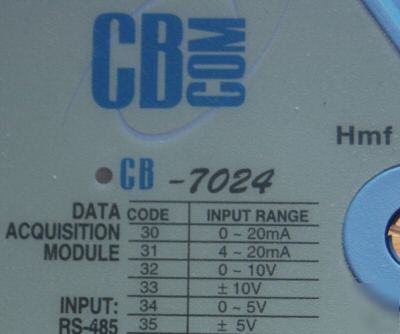 CB COM
Hmf
CB -7024
DATA ACQUISITION MODULE
INPUT: RS-485
CODE INPUT RANGE
30 0 ~ 20mA
31 4 ~ 20mA
32 0 ~ 10V
33 ± 10V
34 0 ~ 5V
35 ± 5V